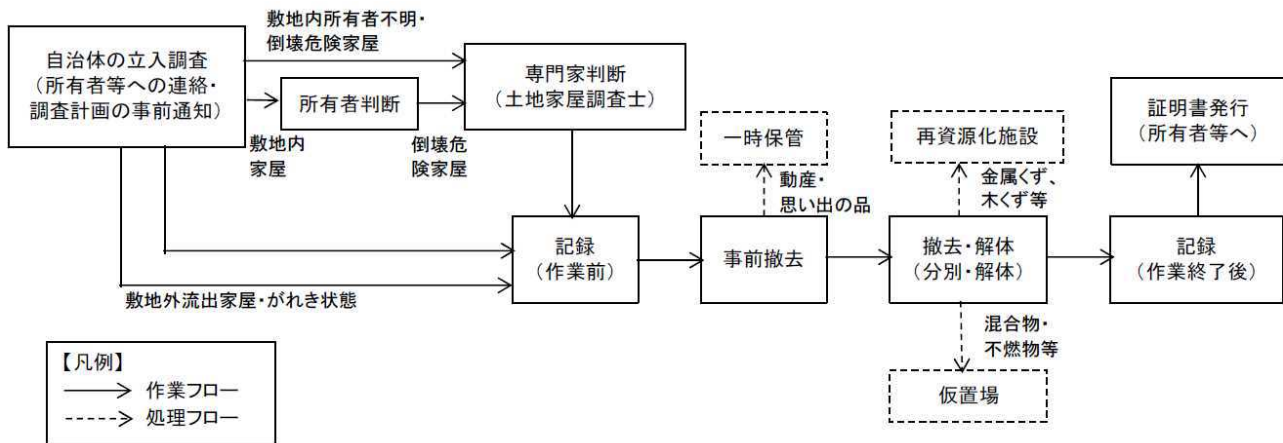 自治体の立入調査
(所有者等への連絡・
調査計画の事前通知)
敷地内所有者不明・
倒壊危険家屋
敷地内
家屋
所有者判断
倒壊危
険家屋
専門家判断
(土地家屋調査士)
敷地外流出家屋・がれき状態
記録
(作業前)
一時保管
動産・
思い出の品
事前撤去
再資源化施設
金属くず、
木くず等
撤去・解体
(分別・解体)
混合物・
不燃物等
仮置場
証明書発行
(所有者等へ)
記録
(作業終了後)
【凡例】
作業フロー
処理フロー